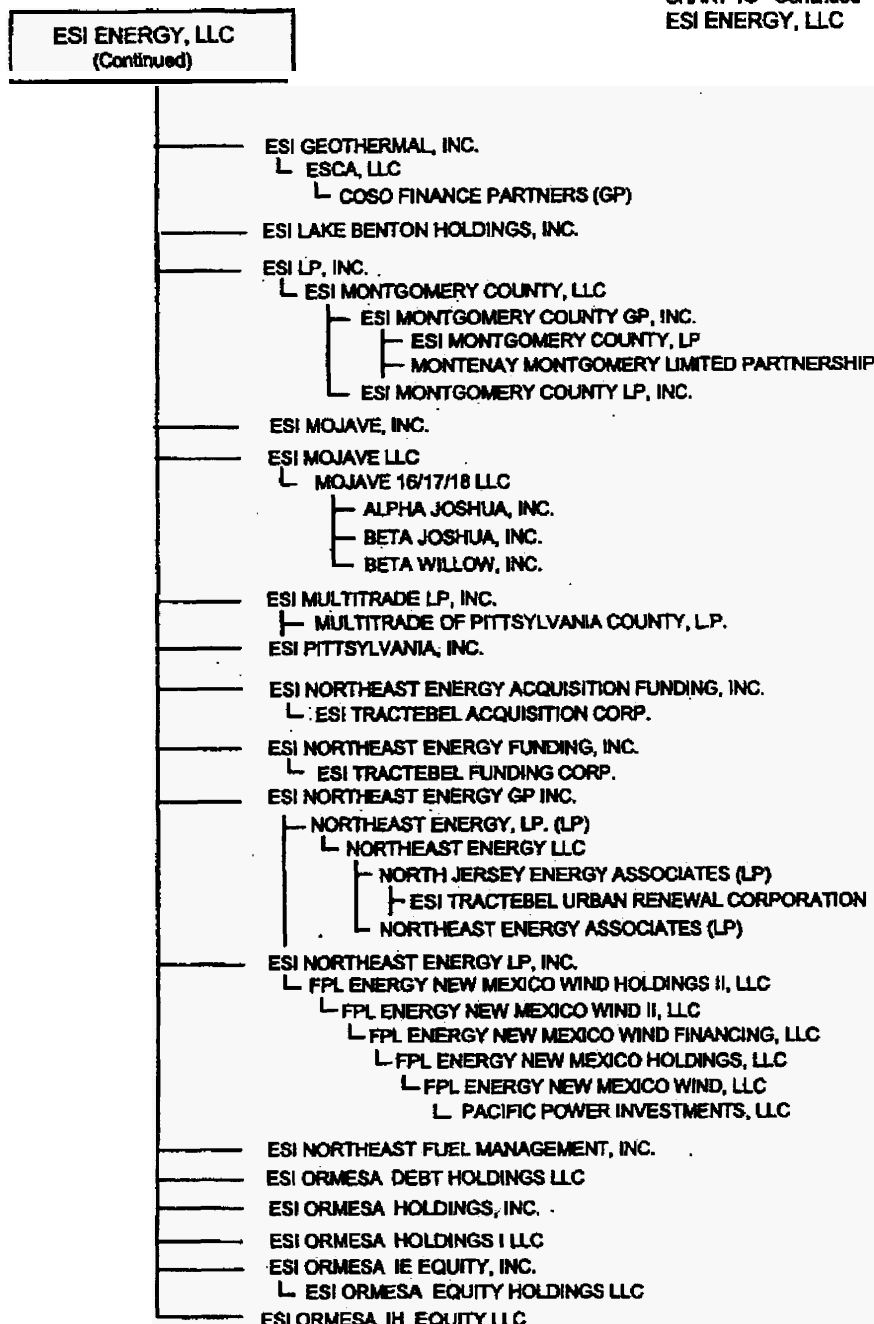 ESI ENERGY, LLC
ESI ENERGY, LLC
(Continued)
ESI GEOTHERMAL, INC.
ESCA, LLC
COSO FINANCE PARTNERS (GP)
ESI LAKE BENTON HOLDINGS, INC.
ESI LP, INC.
ESI MONTGOMERY COUNTY, LLC
ESI MONTGOMERY COUNTY GP, INC.
ESI MONTGOMERY COUNTY, LP
MONTENAY MONTGOMERY LIMITED PARTNERSHIP
ESI MONTGOMERY COUNTY LP, INC.
ESI MOJAVE, INC.
ESI MOJAVE LLC
MOJAVE 16/17/18 LLC
ALPHA JOSHUA, INC.
BETA JOSHUA, INC.
BETA WILLOW, INC.
ESI MULTITRADE LP, INC.
MULTITRADE OF PITTSYLVANIA COUNTY, L.P.
ESI PITTSYLVANIA, INC.
ESI NORTHEAST ENERGY ACQUISITION FUNDING, INC.
ESI TRACTEBEL ACQUISITION CORP.
ESI NORTHEAST ENERGY FUNDING, INC.
ESI TRACTEBEL FUNDING CORP.
ESI NORTHEAST ENERGY GP INC.
NORTHEAST ENERGY, LP. (LP)
NORTHEAST ENERGY LLC
NORTH JERSEY ENERGY ASSOCIATES (LP)
ESI TRACTEBEL URBAN RENEWAL CORPORATION
NORTHEAST ENERGY ASSOCIATES (LP)
ESI NORTHEAST ENERGY LP, INC.
FPL ENERGY NEW MEXICO WIND HOLDINGS II, LLC
FPL ENERGY NEW MEXICO WIND II, LLC
FPL ENERGY NEW MEXICO WIND FINANCING, LLC
FPL ENERGY NEW MEXICO HOLDINGS, LLC
FPL ENERGY NEW MEXICO WIND, LLC
PACIFIC POWER INVESTMENTS, LLC
ESI NORTHEAST FUEL MANAGEMENT, INC.
ESI ORMESA DEBT HOLDINGS LLC
ESI ORMESA HOLDINGS, INC.
ESI ORMESA HOLDINGS I LLC
ESI ORMESA IE EQUITY, INC.
ESI ORMESA EQUITY HOLDINGS LLC
ESI ORMESA IH EQUITY LLC